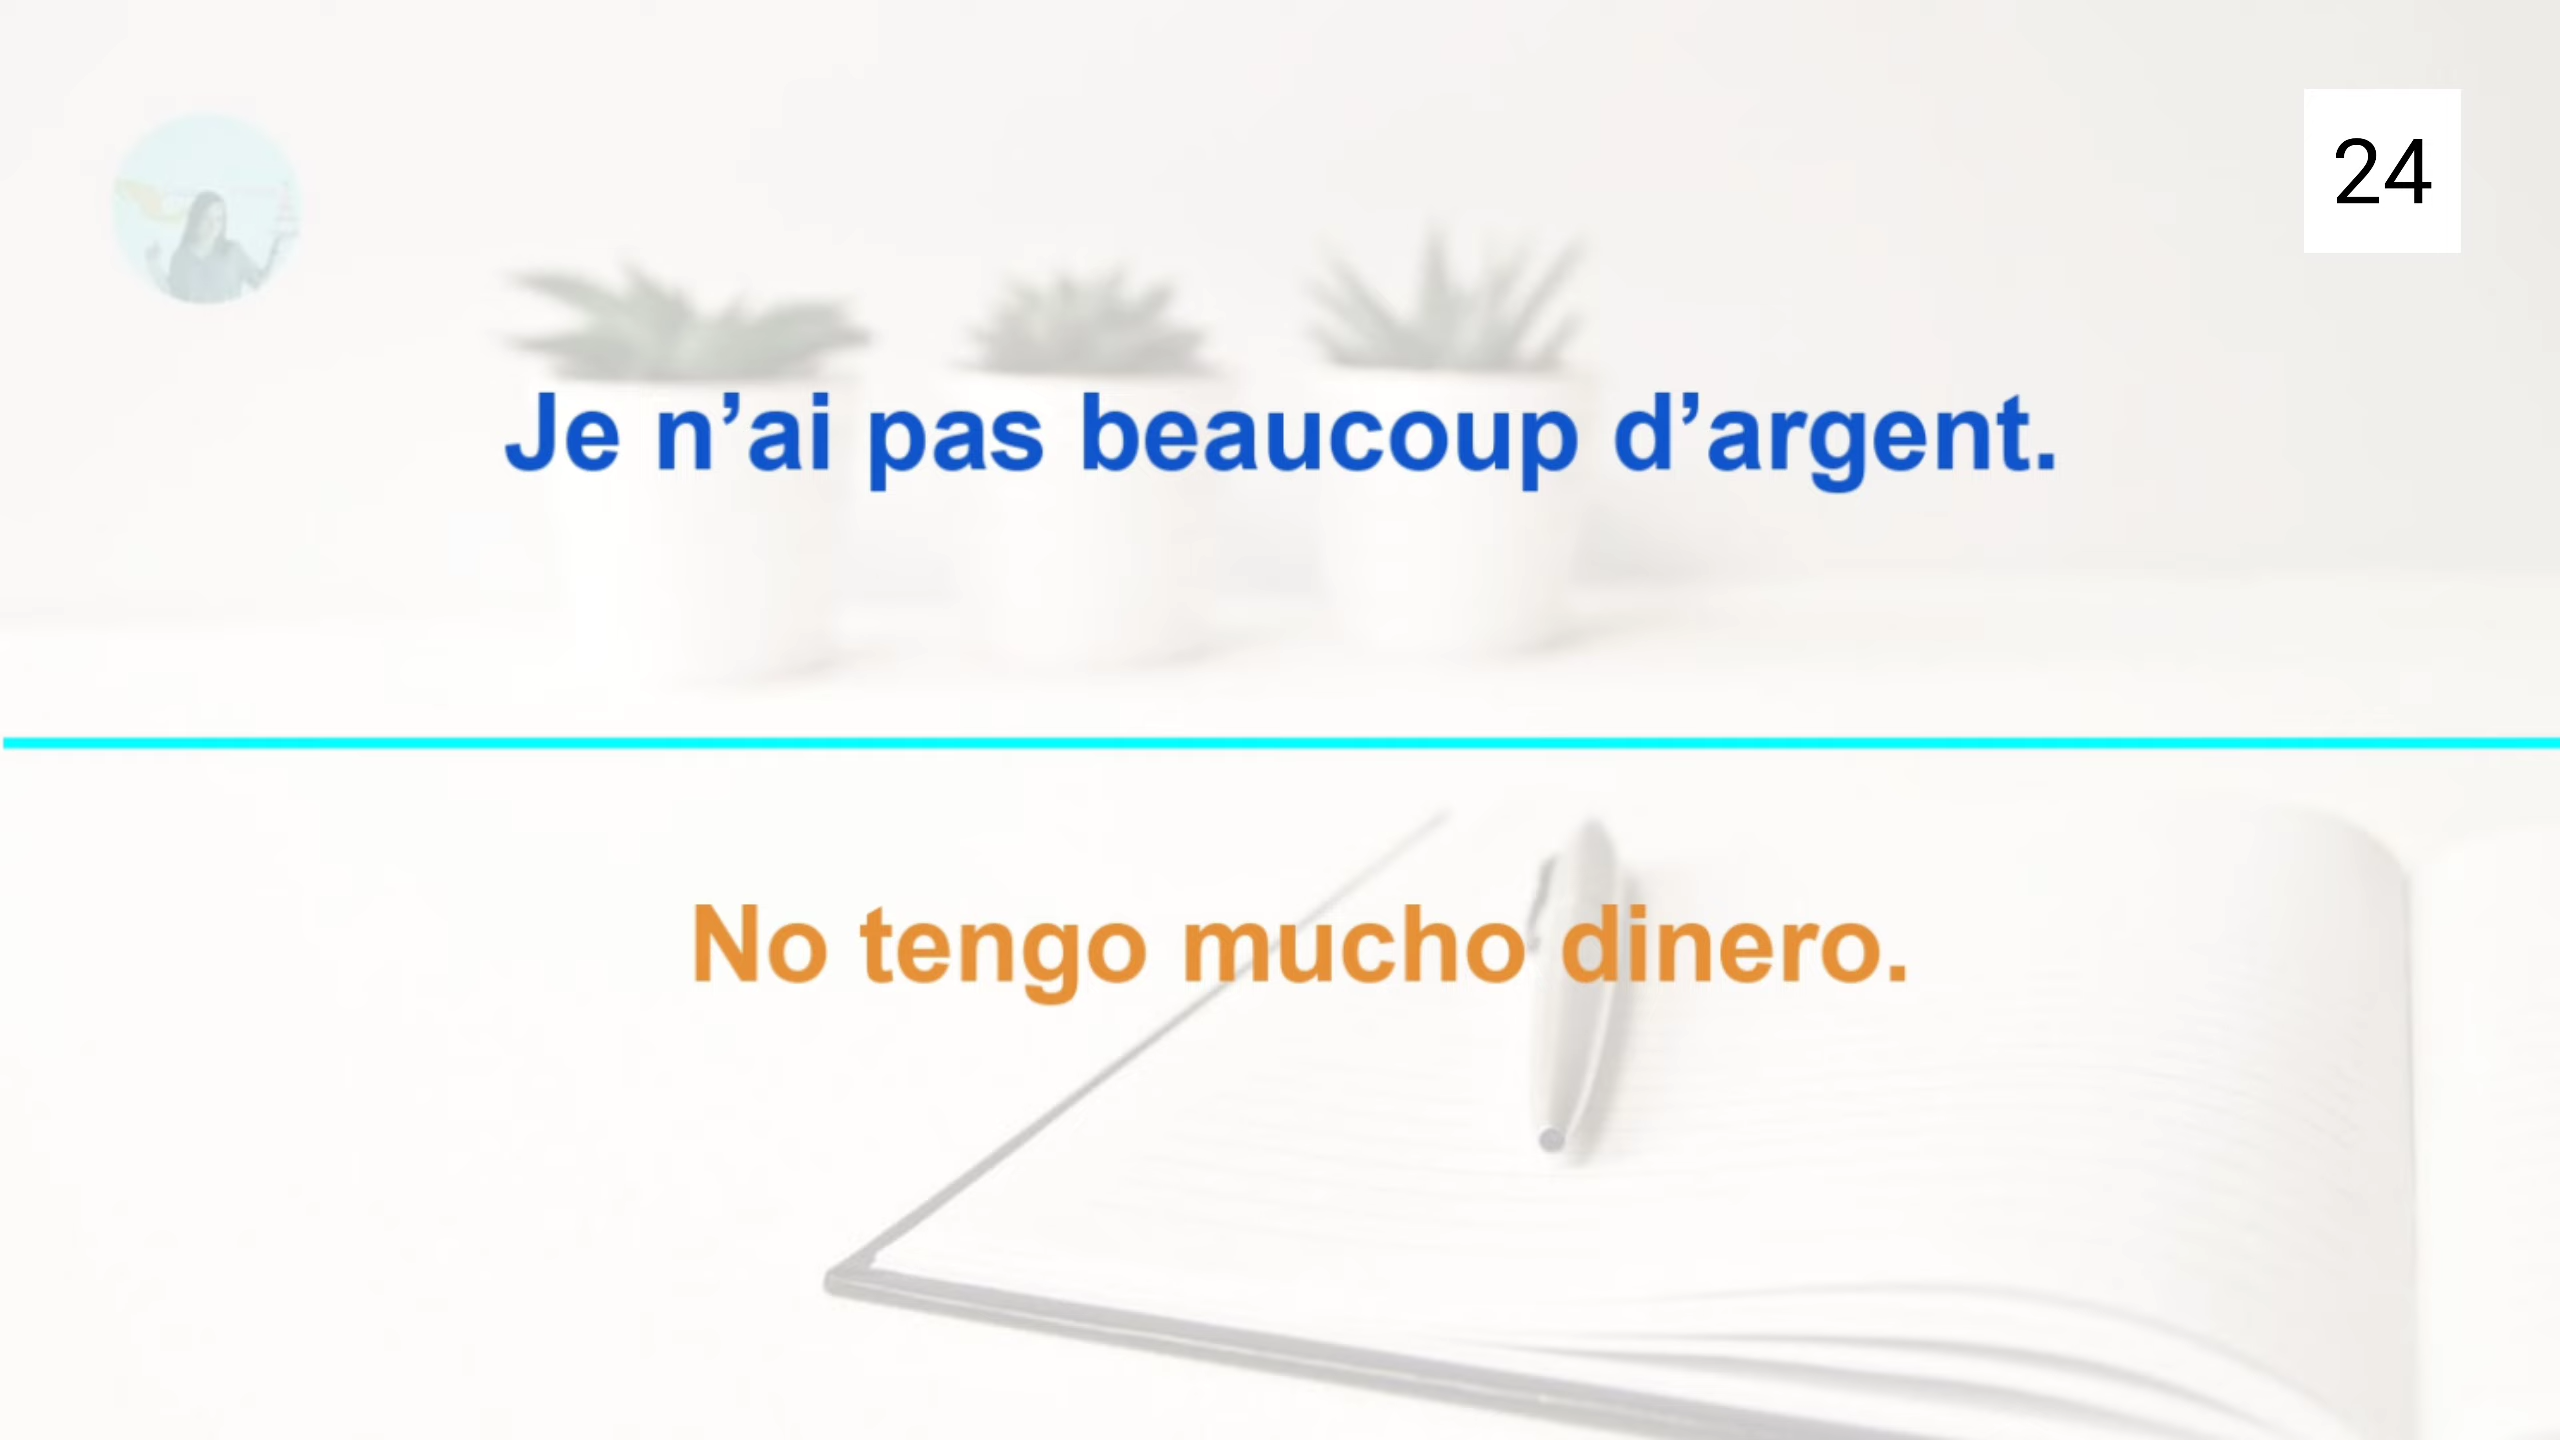 24
Je n’ai pas beaucoup d’argent.
No tengo mucho dinero.